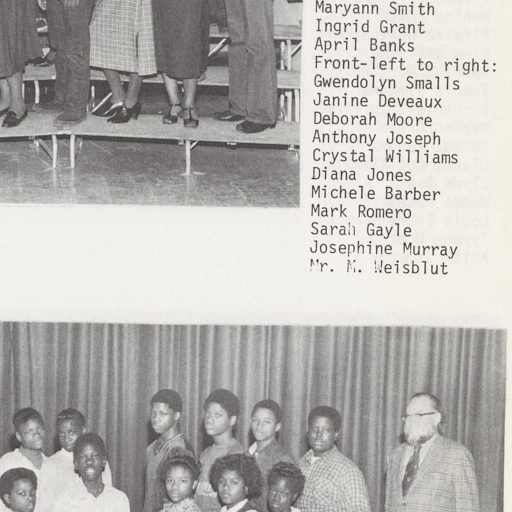 Maryann Smith
Ingrid Grant
April Banks
Front-left to right:
Gwendolyn Smalls
Janine Deveaux
Deborah Moore
Anthony Joseph
Crystal Williams
Diana Jones
Michele Barber
Mark Romero
Sarah Gayle
Josephine Murray
Mr. M. Weisblut